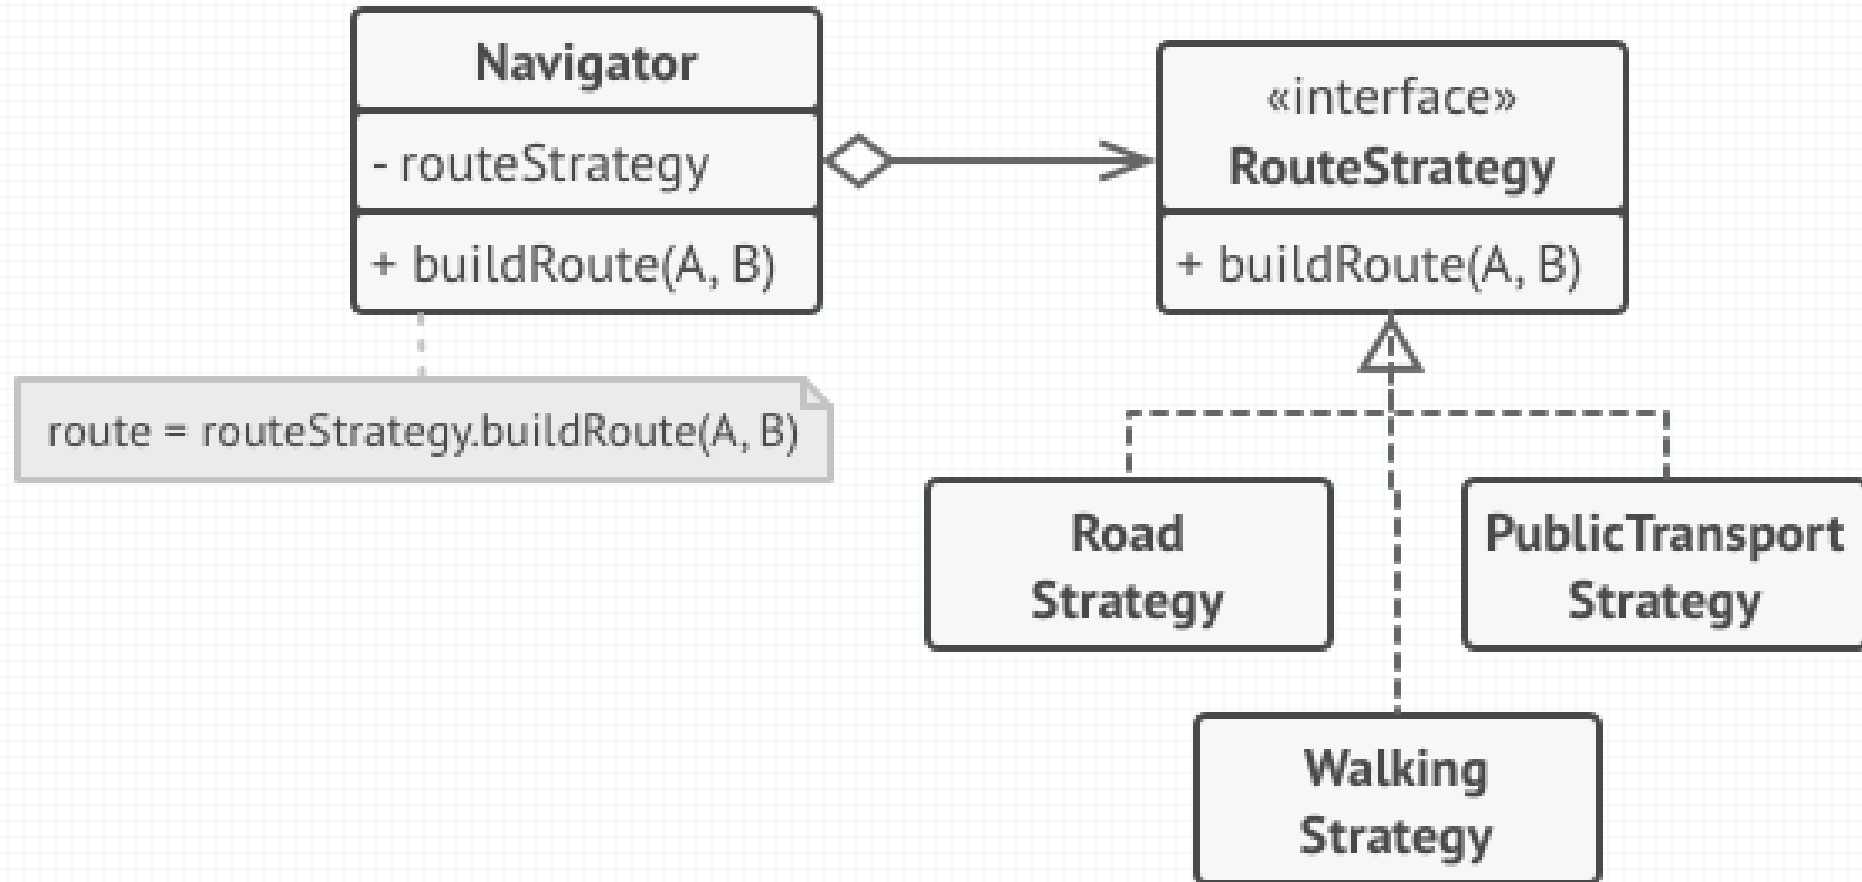 Navigator
- routeStrategy
+ buildRoute(A, B)
route = routeStrategy.buildRoute(A, B)
«interface»
RouteStrategy
+ buildRoute(A, B)
Road
Strategy
PublicTransport
Strategy
Walking
Strategy